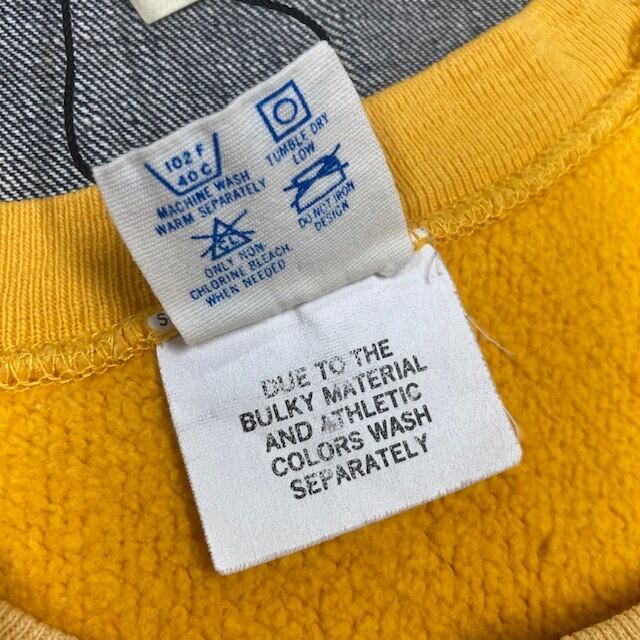 102 F
40 C
MACHINE WASH
WARM SEPARATELY
TUMBLE DRY
LOW
CL
ONLY NON-
CHLORINE BLEACH,
WHEN NEEDED
DO NOT IRON
DESIGN
S
DUE TO THE
BULKY MATERIAL
AND ATHLETIC
COLORS WASH
SEPARATELY